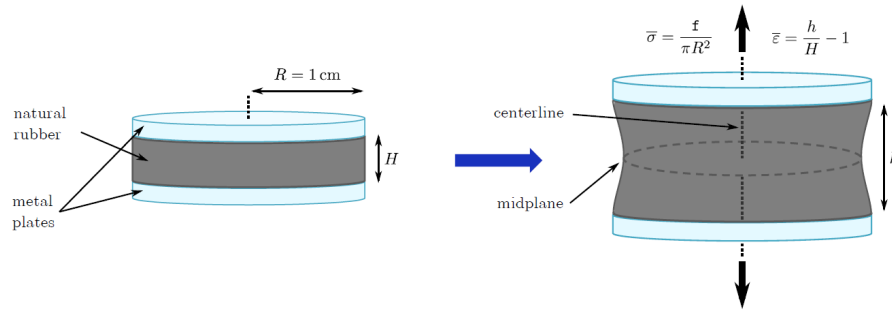 R = 1 cm
natural
rubber
H
metal
plates
σ̅ = f / πR²
ε̅ = h / H − 1
centerline
midplane